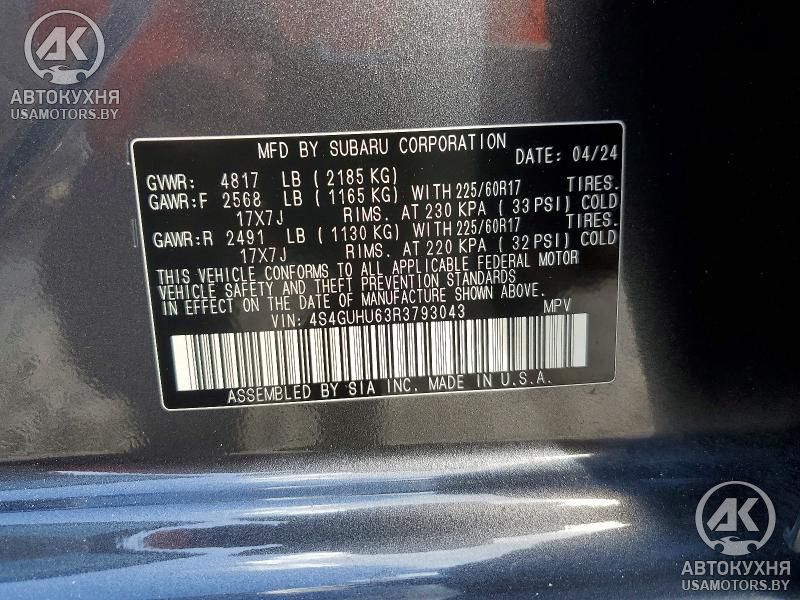 AK
АВТОКУХНЯ
USAMOTORS.BY
MFD BY SUBARU CORPORATION DATE: 04/24
GVWR: 4817 LB (2185 KG)
GAWR:F 2568 LB (1165 KG) WITH 225/60R17 TIRES.
17X7J RIMS. AT 230 KPA (33 PSI) COLD
GAWR:R 2491 LB (1130 KG) WITH 225/60R17 TIRES.
17X7J RIMS. AT 220 KPA (32 PSI) COLD
THIS VEHICLE CONFORMS TO ALL APPLICABLE FEDERAL MOTOR
VEHICLE SAFETY AND THEFT PREVENTION STANDARDS
IN EFFECT ON THE DATE OF MANUFACTURE SHOWN ABOVE.
VIN: 4S4GUHU63R3793043 MPV
ASSEMBLED BY SIA INC. MADE IN U.S.A.
AK
АВТОКУХНЯ
USAMOTORS.BY